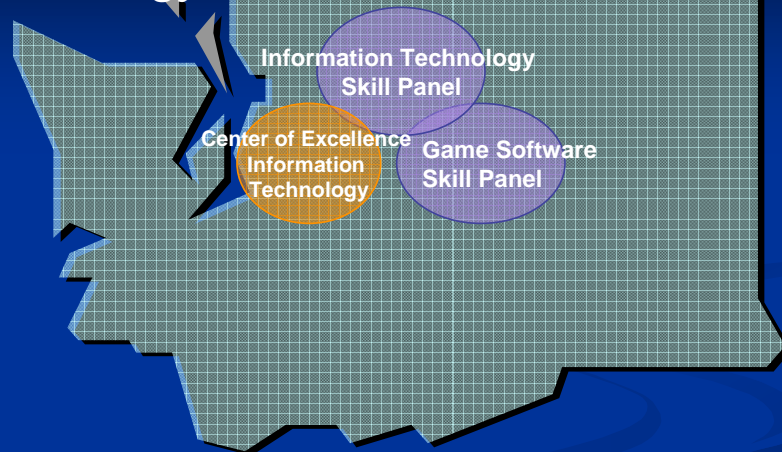 Information Technology
Skill Panel
Center of Excellence
Information
Technology
Game Software
Skill Panel